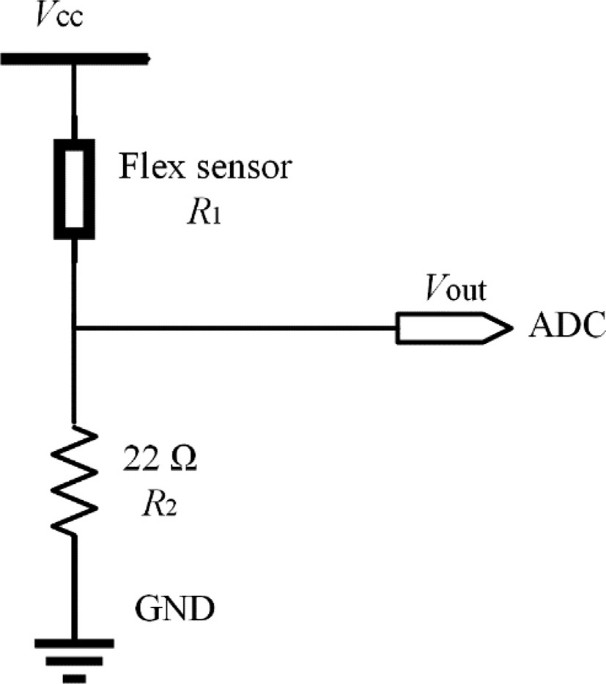 Vcc
Flex sensor
R1
Vout
ADC
22 Ω
R2
GND